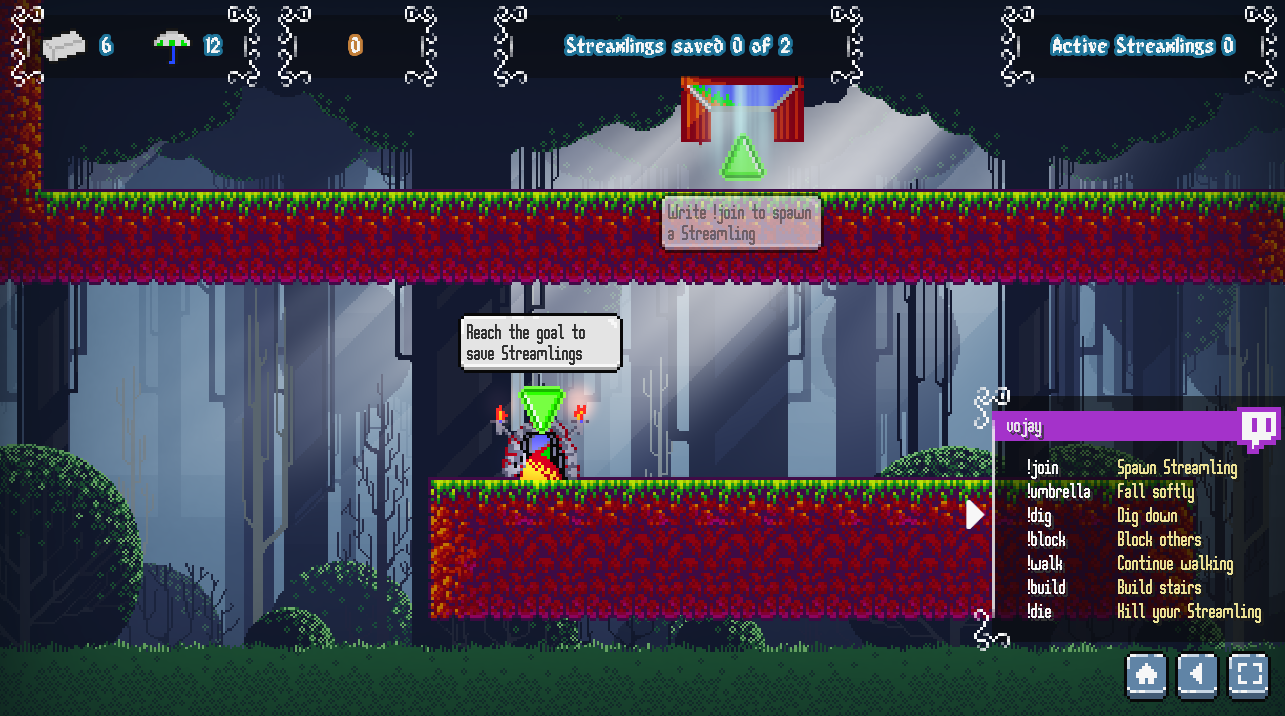 6
12
0
Streamlings saved 0 of 2
Active Streamlings 0
Write !join to spawn
a Streamling
Reach the goal to
save Streamlings
vojay
!join Spawn Streamling
!umbrella Fall softly
!dig Dig down
!block Block others
!walk Continue walking
!build Build stairs
!die Kill your Streamling